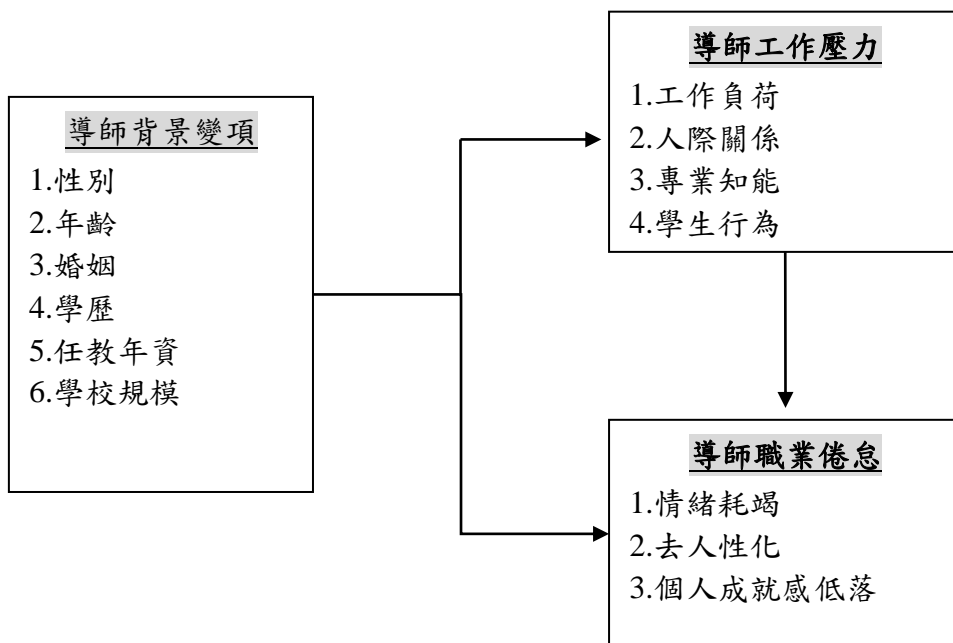 導師背景變項
1.性別
2.年齡
3.婚姻
4.學歷
5.任教年資
6.學校規模
導師工作壓力
1.工作負荷
2.人際關係
3.專業知能
4.學生行為
導師職業倦怠
1.情緒耗竭
2.去人性化
3.個人成就感低落